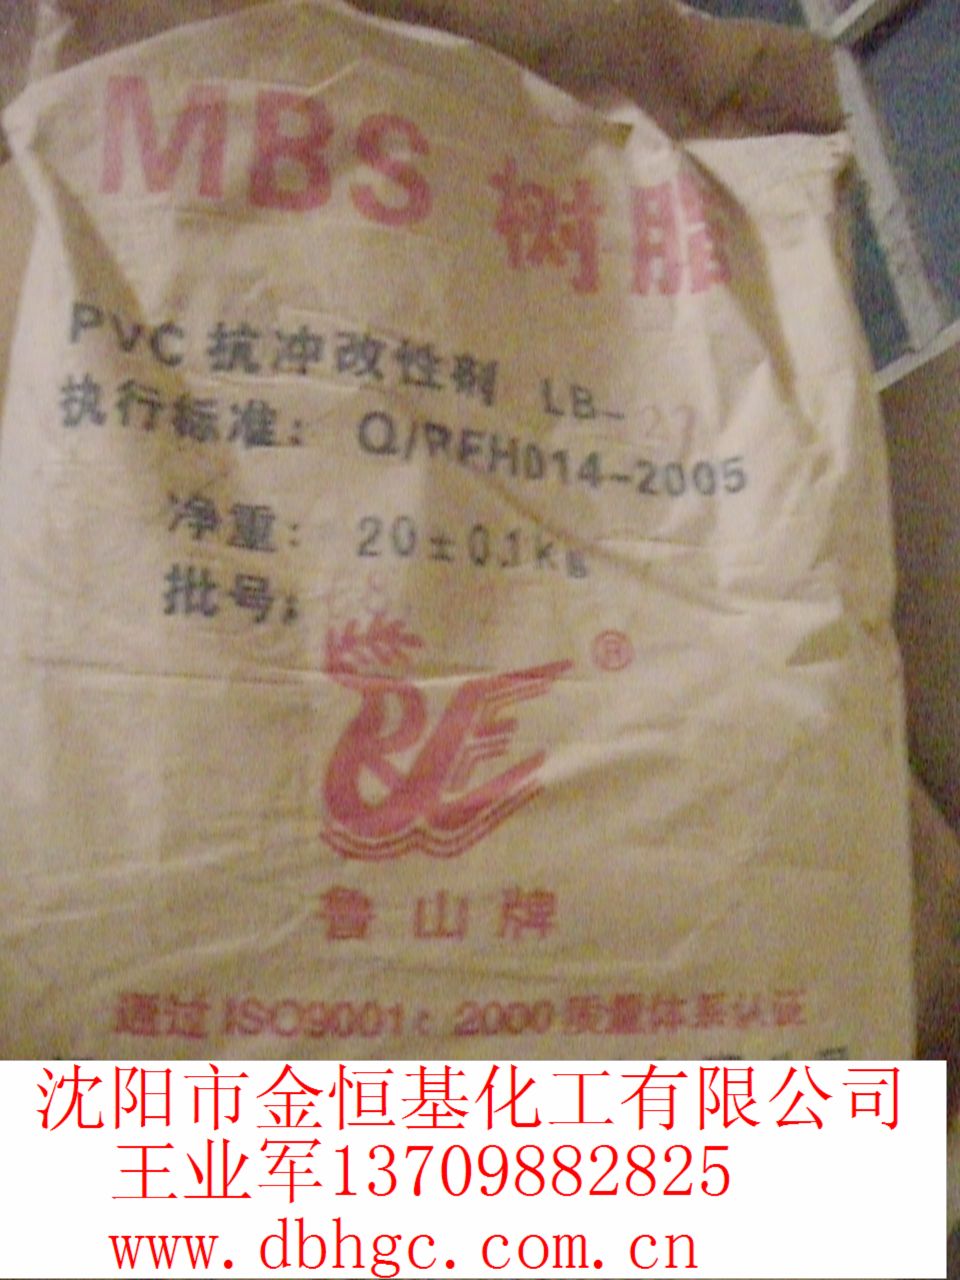 MBS 树脂
PVC 抗冲改性剂 LB-
执行标准: Q/REH014-2005
净重: 20±0.1kg
批号:
®
鲁山牌
通过ISO9001:2000质量体系认证
沈阳市金恒基化工有限公司
王业军13709882825
www.dbhgc.com.cn